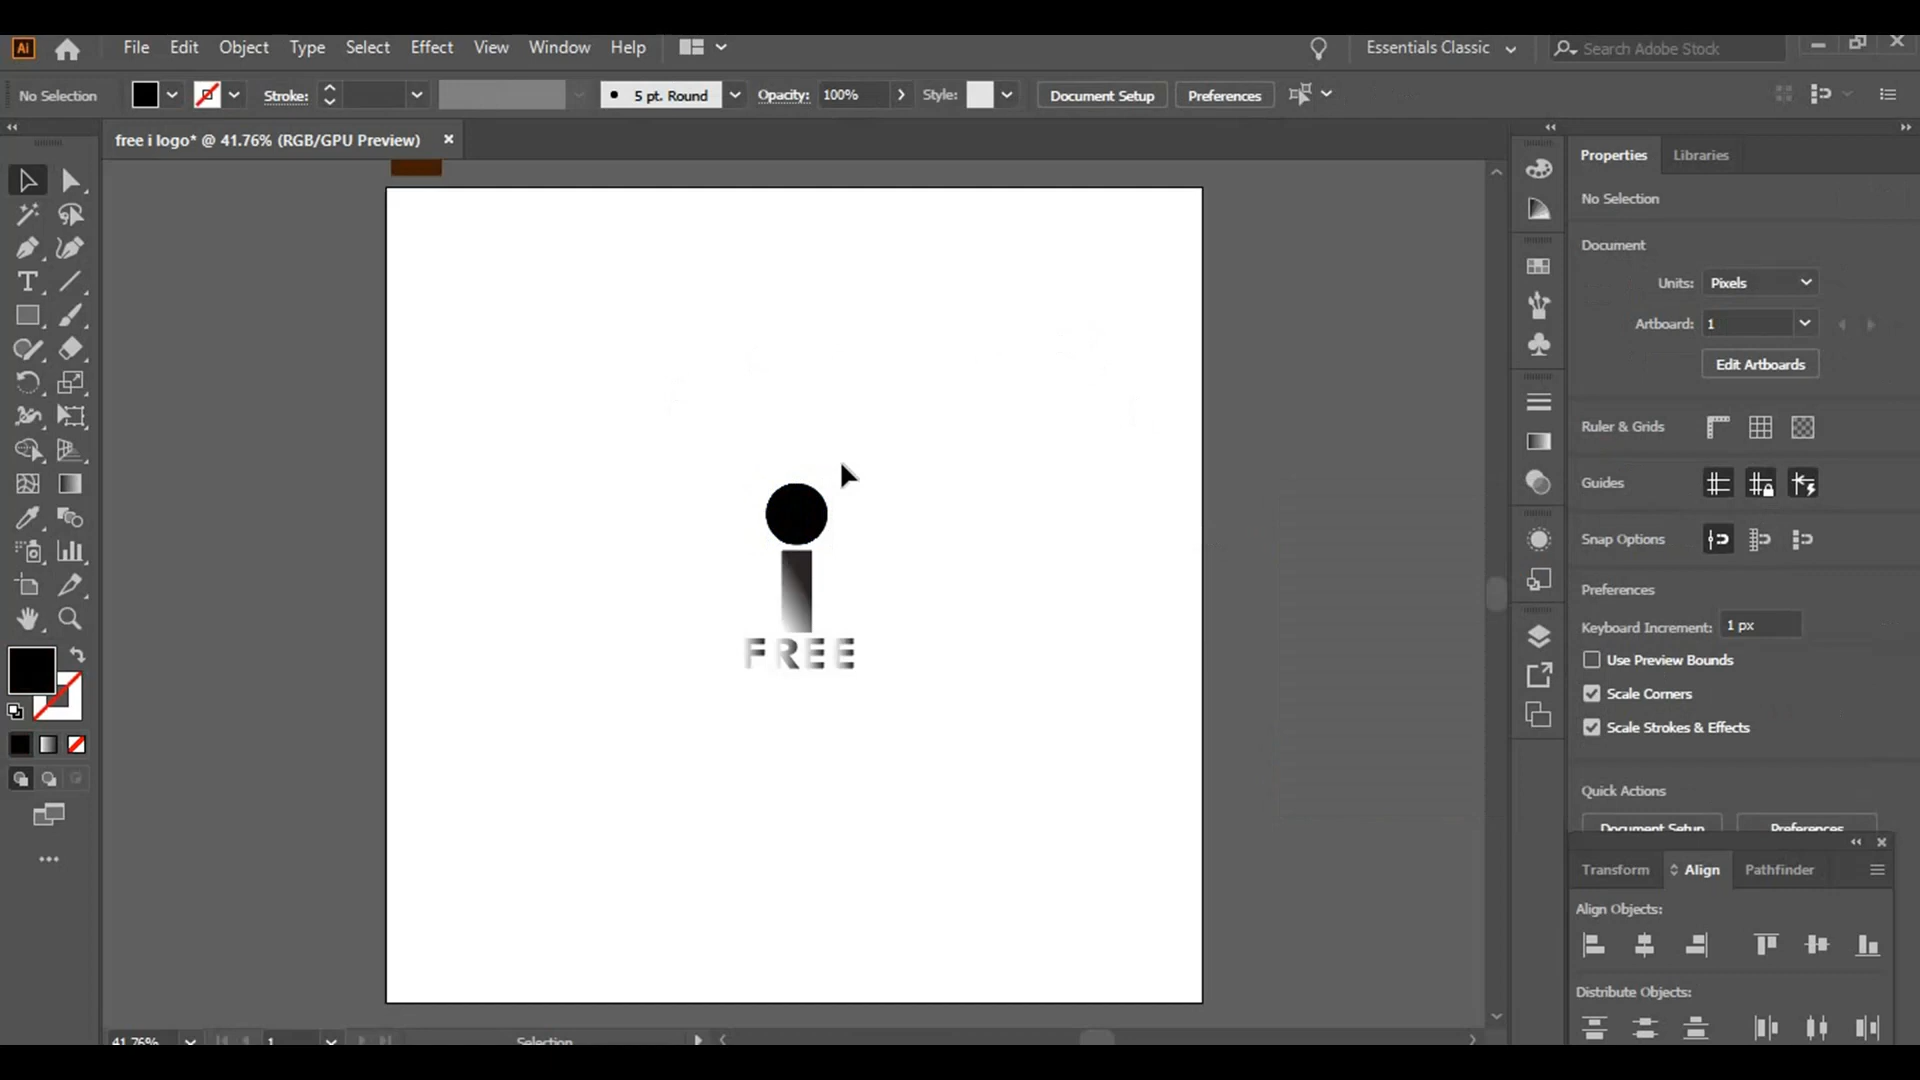 Ai File Edit Object Type Select Effect View Window Help Essentials Classic Search Adobe Stock
No Selection Stroke: 5 pt. Round Opacity: 100% Style: Document Setup Preferences
free i logo* @ 41.76% (RGB/GPU Preview)
Properties Libraries
No Selection
Document
Units: Pixels
Artboard: 1
Edit Artboards
Ruler & Grids
Guides
Snap Options
Preferences
Keyboard Increment: 1 px
Use Preview Bounds
Scale Corners
Scale Strokes & Effects
Quick Actions
Document Setup Preferences
Transform Align Pathfinder
Align Objects:
Distribute Objects:
i
FREE
41.76% 1 Selection